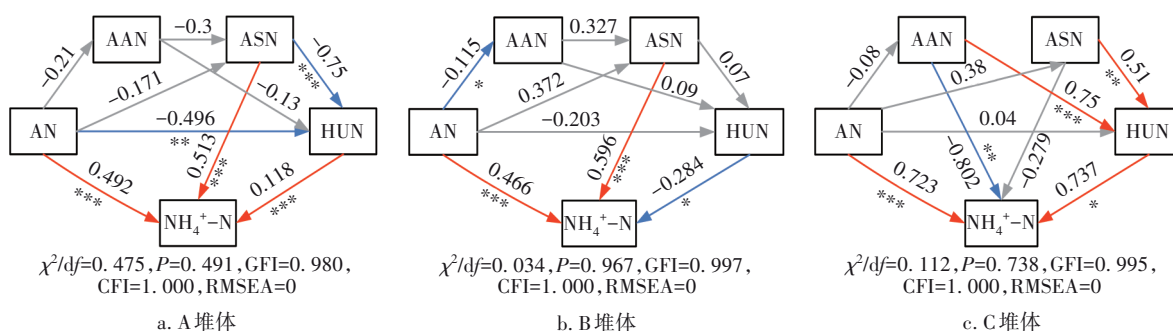 AAN
−0.3
ASN
−0.21
−0.171
−0.75
***
−0.13
AN
−0.496
**
HUN
0.492
***
0.513
***
0.118
***
NH₄⁺−N
χ²/df=0.475,P=0.491,GFI=0.980,
CFI=1.000,RMSEA=0
a. A堆体
AAN
0.327
ASN
−0.115
*
0.372
0.07
0.09
AN
−0.203
HUN
0.466
***
0.596
***
−0.284
*
NH₄⁺−N
χ²/df=0.034,P=0.967,GFI=0.997,
CFI=1.000,RMSEA=0
b. B堆体
AAN
ASN
−0.08
0.38
0.51
**
0.75
***
AN
0.04
HUN
0.723
***
−0.802
**
−0.279
0.737
*
NH₄⁺−N
χ²/df=0.112,P=0.738,GFI=0.995,
CFI=1.000,RMSEA=0
c. C堆体